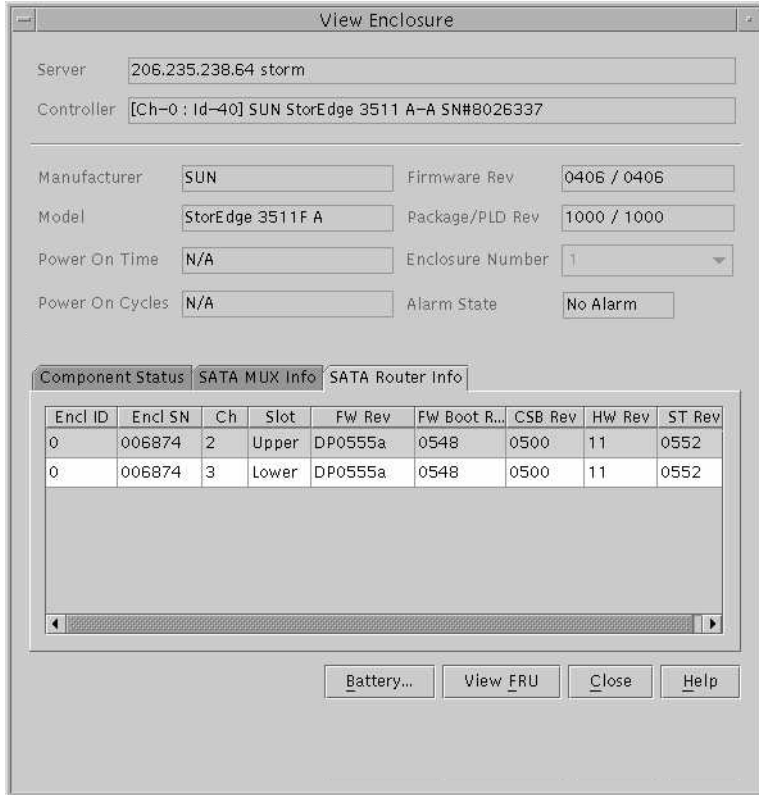 View Enclosure
Server 206.235.238.64 storm
Controller [Ch-0 : Id-40] SUN StorEdge 3511 A-A SN#8026337
Manufacturer SUN Firmware Rev 0406 / 0406
Model StorEdge 3511F A Package/PLD Rev 1000 / 1000
Power On Time N/A Enclosure Number 1
Power On Cycles N/A Alarm State No Alarm
Component Status SATA MUX Info SATA Router Info
Encl ID Encl SN Ch Slot FW Rev FW Boot R... CSB Rev HW Rev ST Rev
0 006874 2 Upper DP0555a 0548 0500 11 0552
0 006874 3 Lower DP0555a 0548 0500 11 0552
Battery... View FRU Close Help